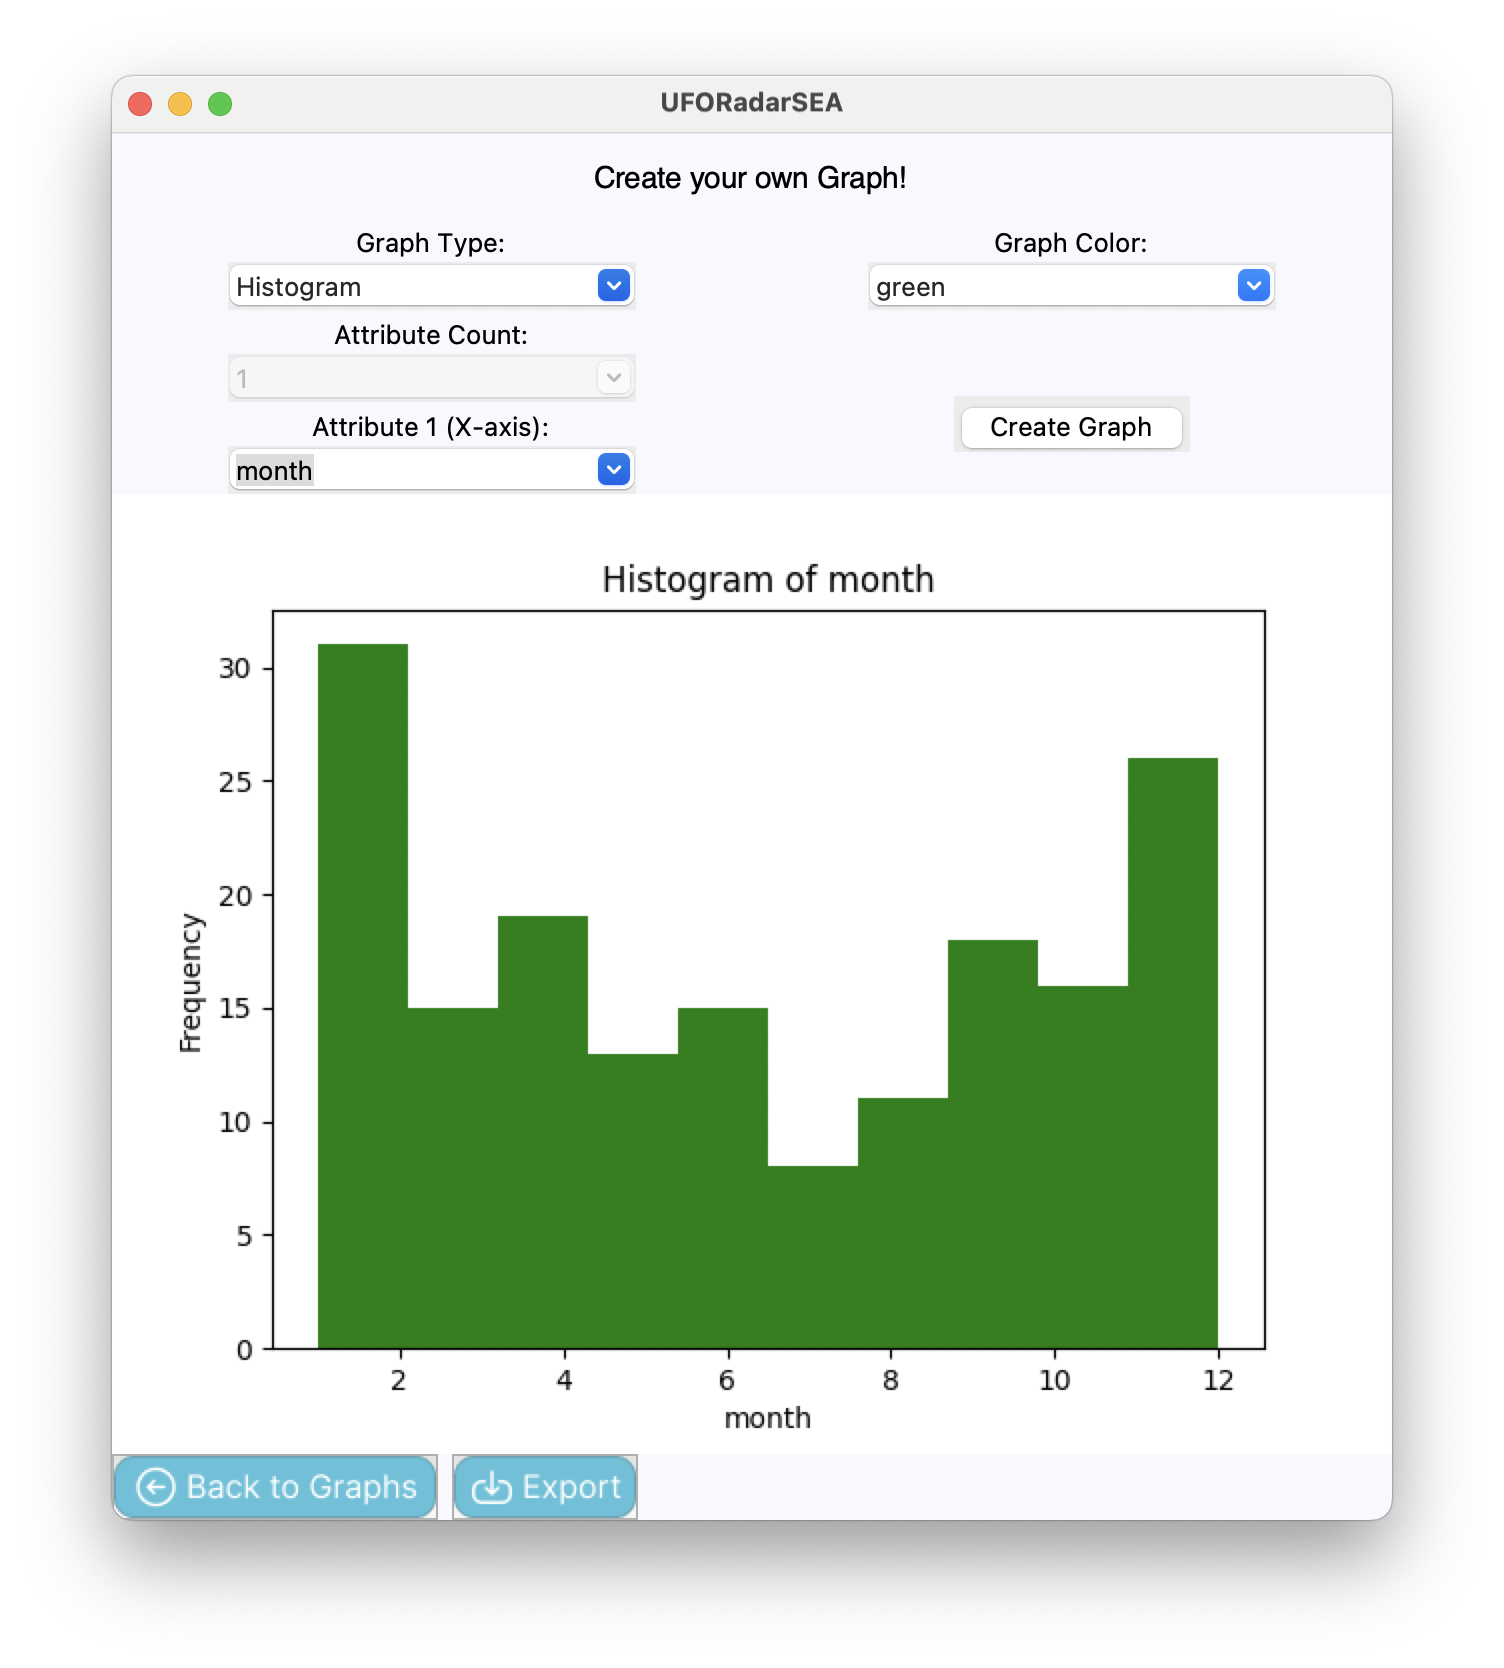 UFORadarSEA
Create your own Graph!
Graph Type:
Graph Color:
Histogram
green
Attribute Count:
1
Attribute 1 (X-axis):
Create Graph
month
Histogram of month
30
25
20
15
10
5
0
Frequency
2 4 6 8 10 12
month
Back to Graphs
Export